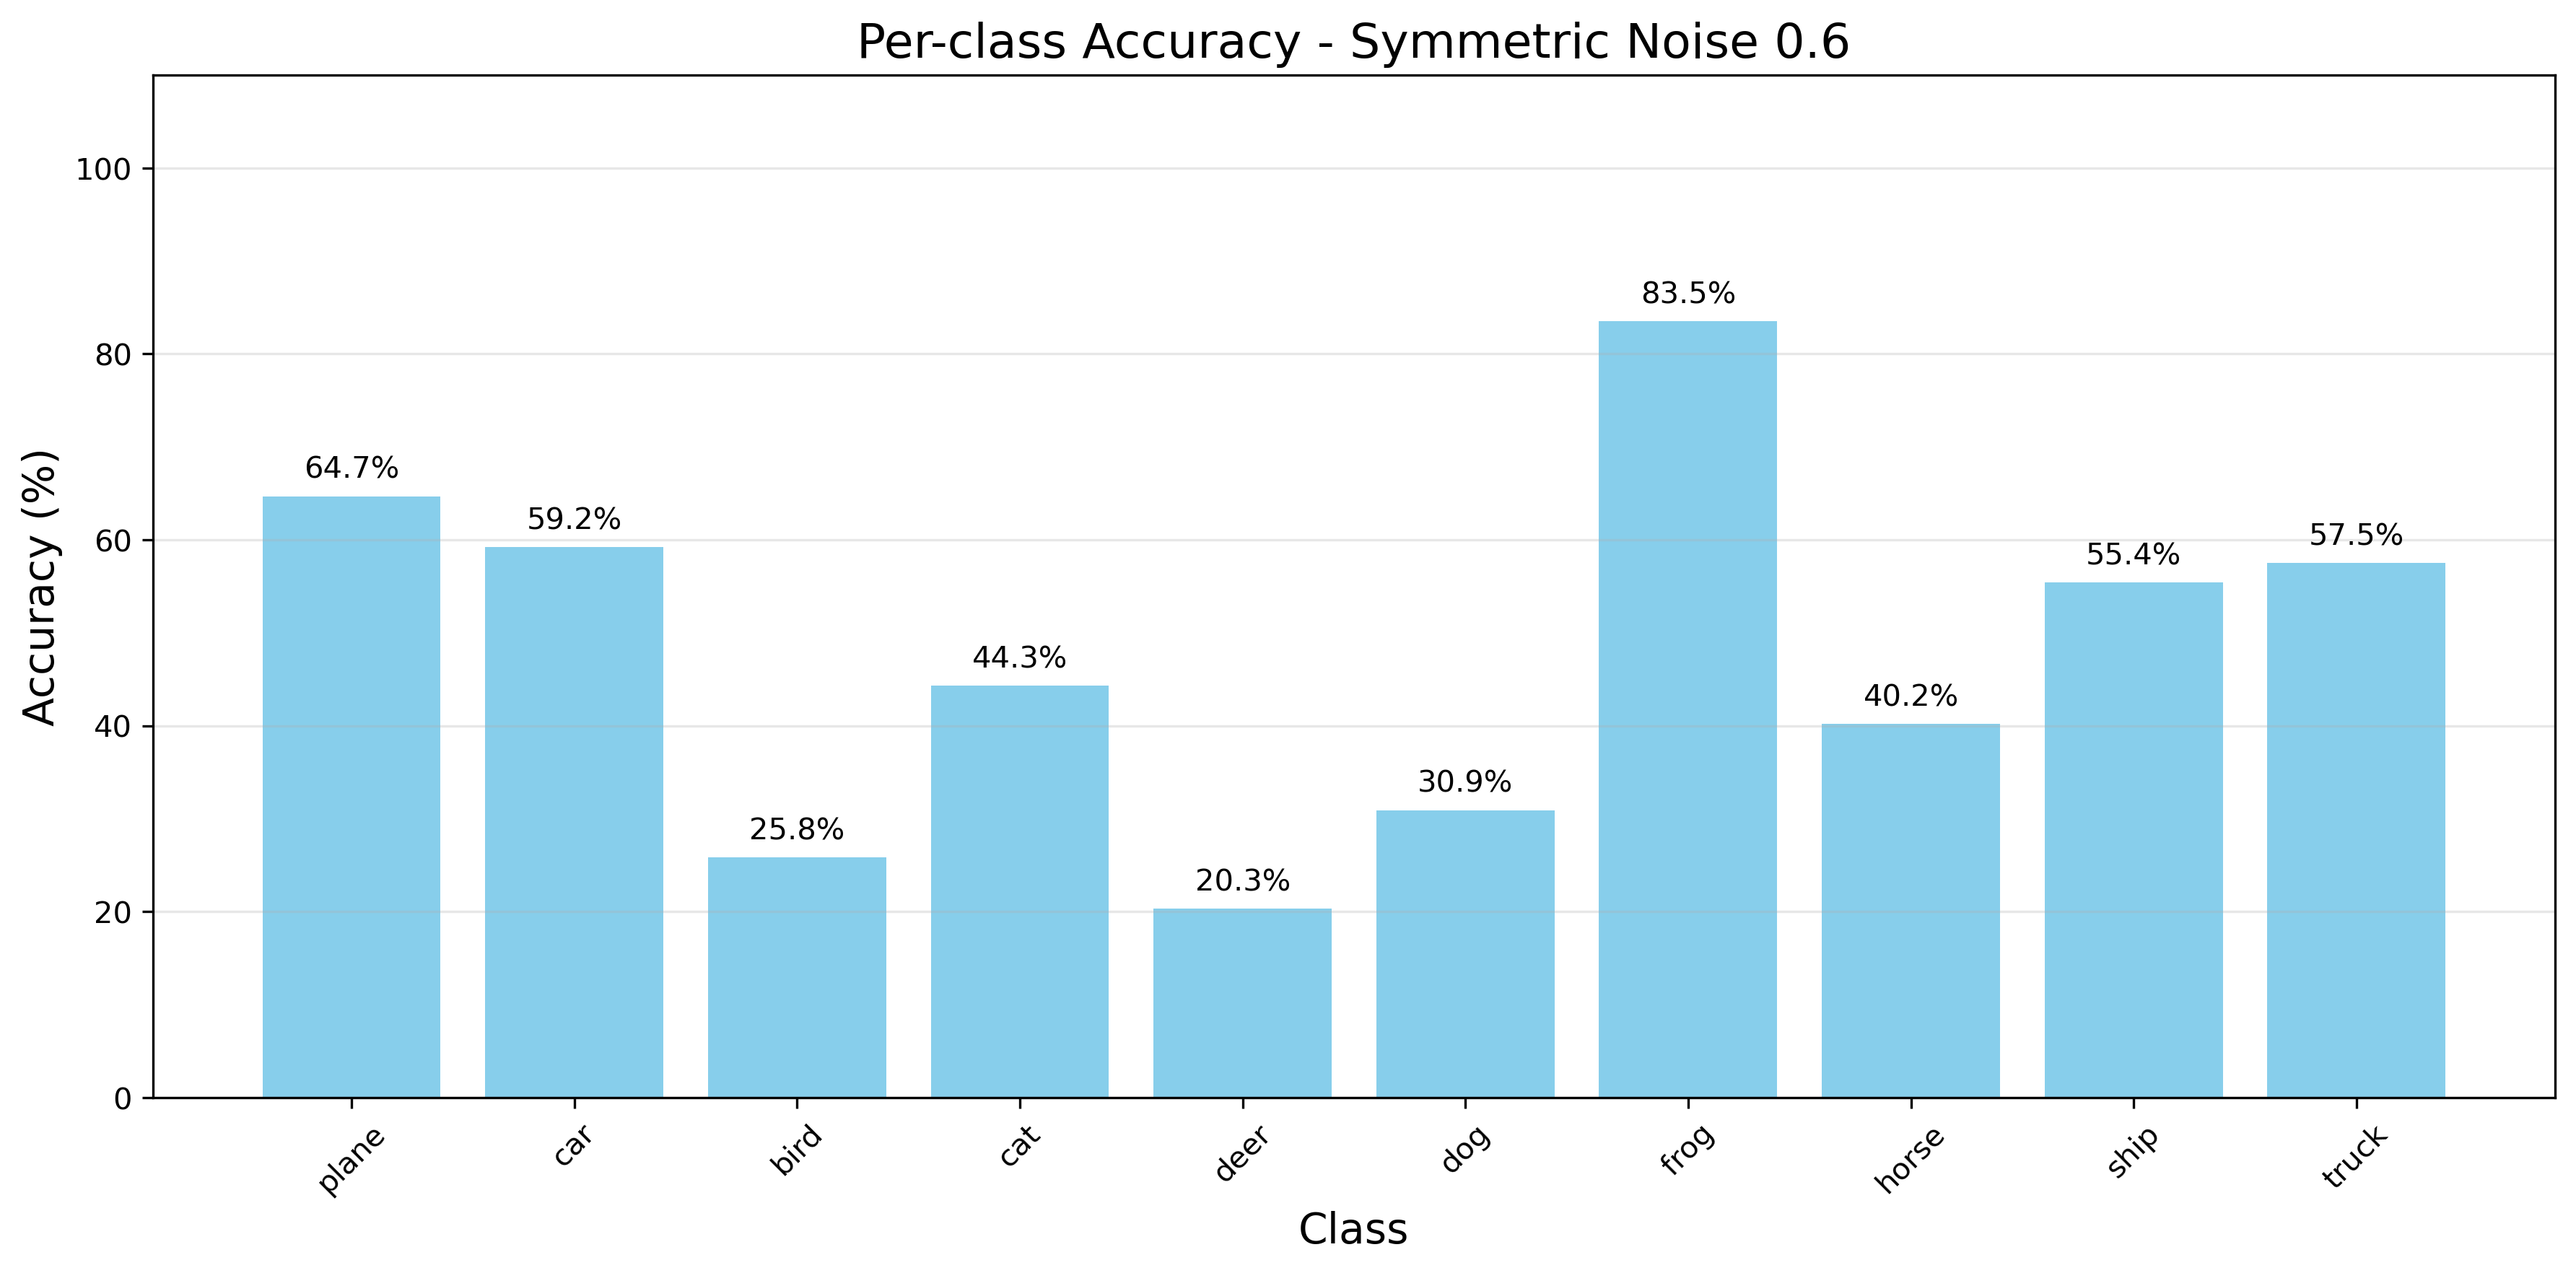 Per-class Accuracy - Symmetric Noise 0.6
Accuracy (%)
100
80
60
40
20
0
64.7%
59.2%
25.8%
44.3%
20.3%
30.9%
83.5%
40.2%
55.4%
57.5%
plane
car
bird
cat
deer
dog
frog
horse
ship
truck
Class